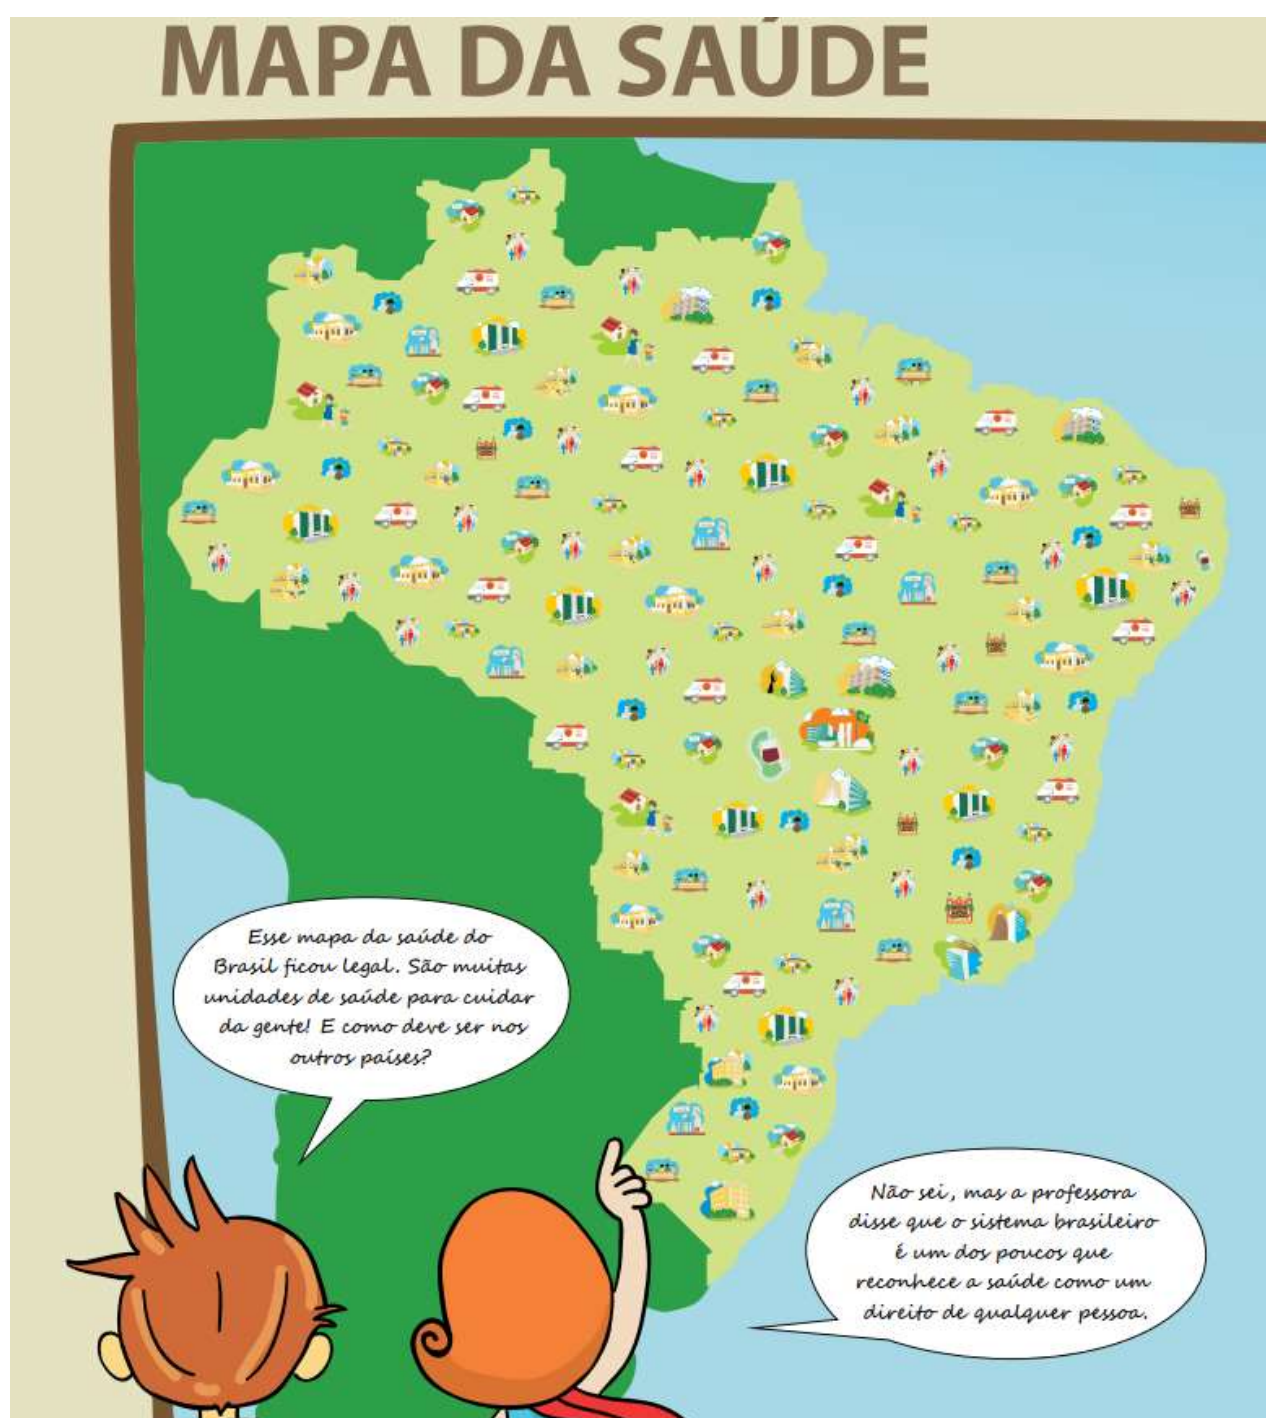 MAPA DA SAÚDE
Esse mapa da saúde do
Brasil ficou legal. São muitas
unidades de saúde para cuidar
da gente! E como deve ser nos
outros países?
Não sei, mas a professora
disse que o sistema brasileiro
é um dos poucos que
reconhece a saúde como um
direito de qualquer pessoa.